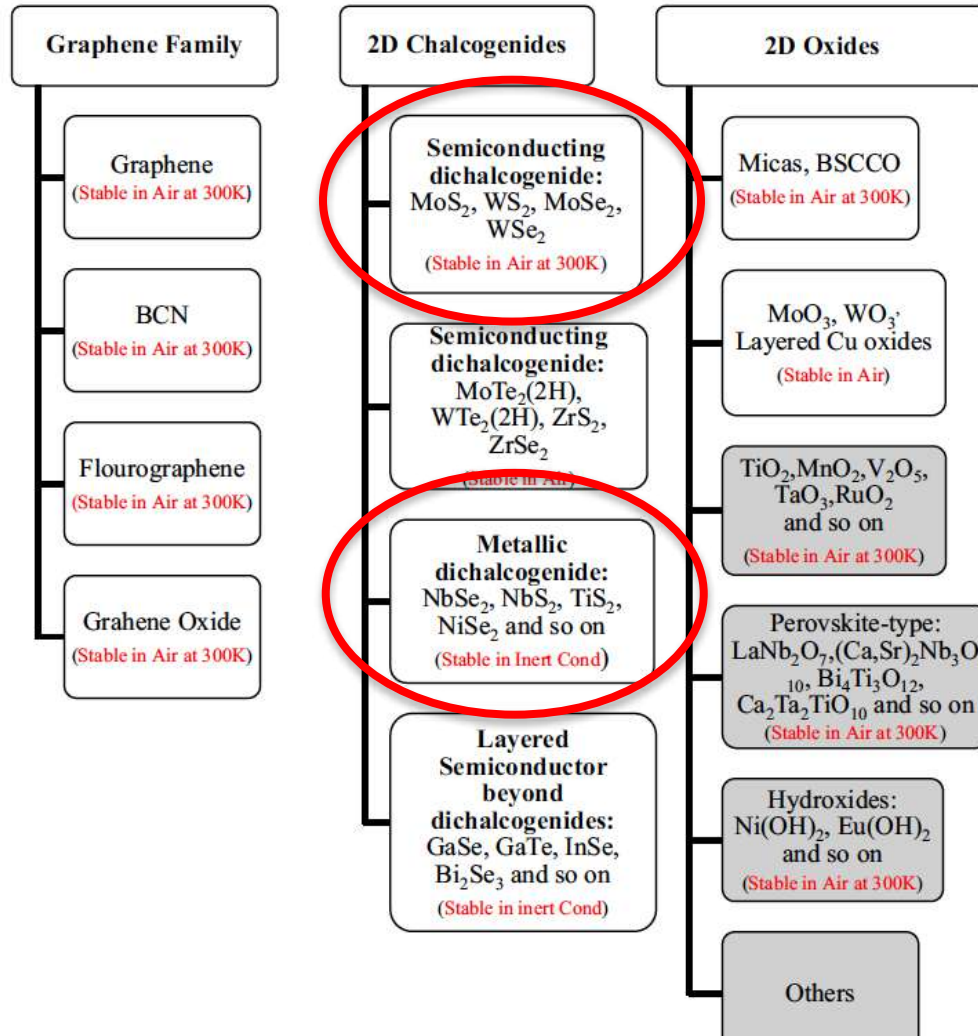 Graphene Family
Graphene
(Stable in Air at 300K)
BCN
(Stable in Air at 300K)
Flourographene
(Stable in Air at 300K)
Grahene Oxide
(Stable in Air at 300K)
2D Chalcogenides
Semiconducting
dichalcogenide:
MoS₂, WS₂, MoSe₂,
WSe₂
(Stable in Air at 300K)
Semiconducting
dichalcogenide:
MoTe₂(2H),
WTe₂(2H), ZrS₂,
ZrSe₂
(Stable in Air)
Metallic
dichalcogenide:
NbSe₂, NbS₂, TiS₂,
NiSe₂ and so on
(Stable in Inert Cond)
Layered
Semiconductor
beyond
dichalcogenides:
GaSe, GaTe, InSe,
Bi₂Se₃ and so on
(Stable in inert Cond)
2D Oxides
Micas, BSCCO
(Stable in Air at 300K)
MoO₃, WO₃,
Layered Cu oxides
(Stable in Air)
TiO₂,MnO₂,V₂O₅,
TaO₃,RuO₂
and so on
(Stable in Air at 300K)
Perovskite-type:
LaNb₂O₇,(Ca,Sr)₂Nb₃O
₁₀, Bi₄Ti₃O₁₂,
Ca₂Ta₂TiO₁₀ and so on
(Stable in Air at 300K)
Hydroxides:
Ni(OH)₂, Eu(OH)₂
and so on
(Stable in Air at 300K)
Others